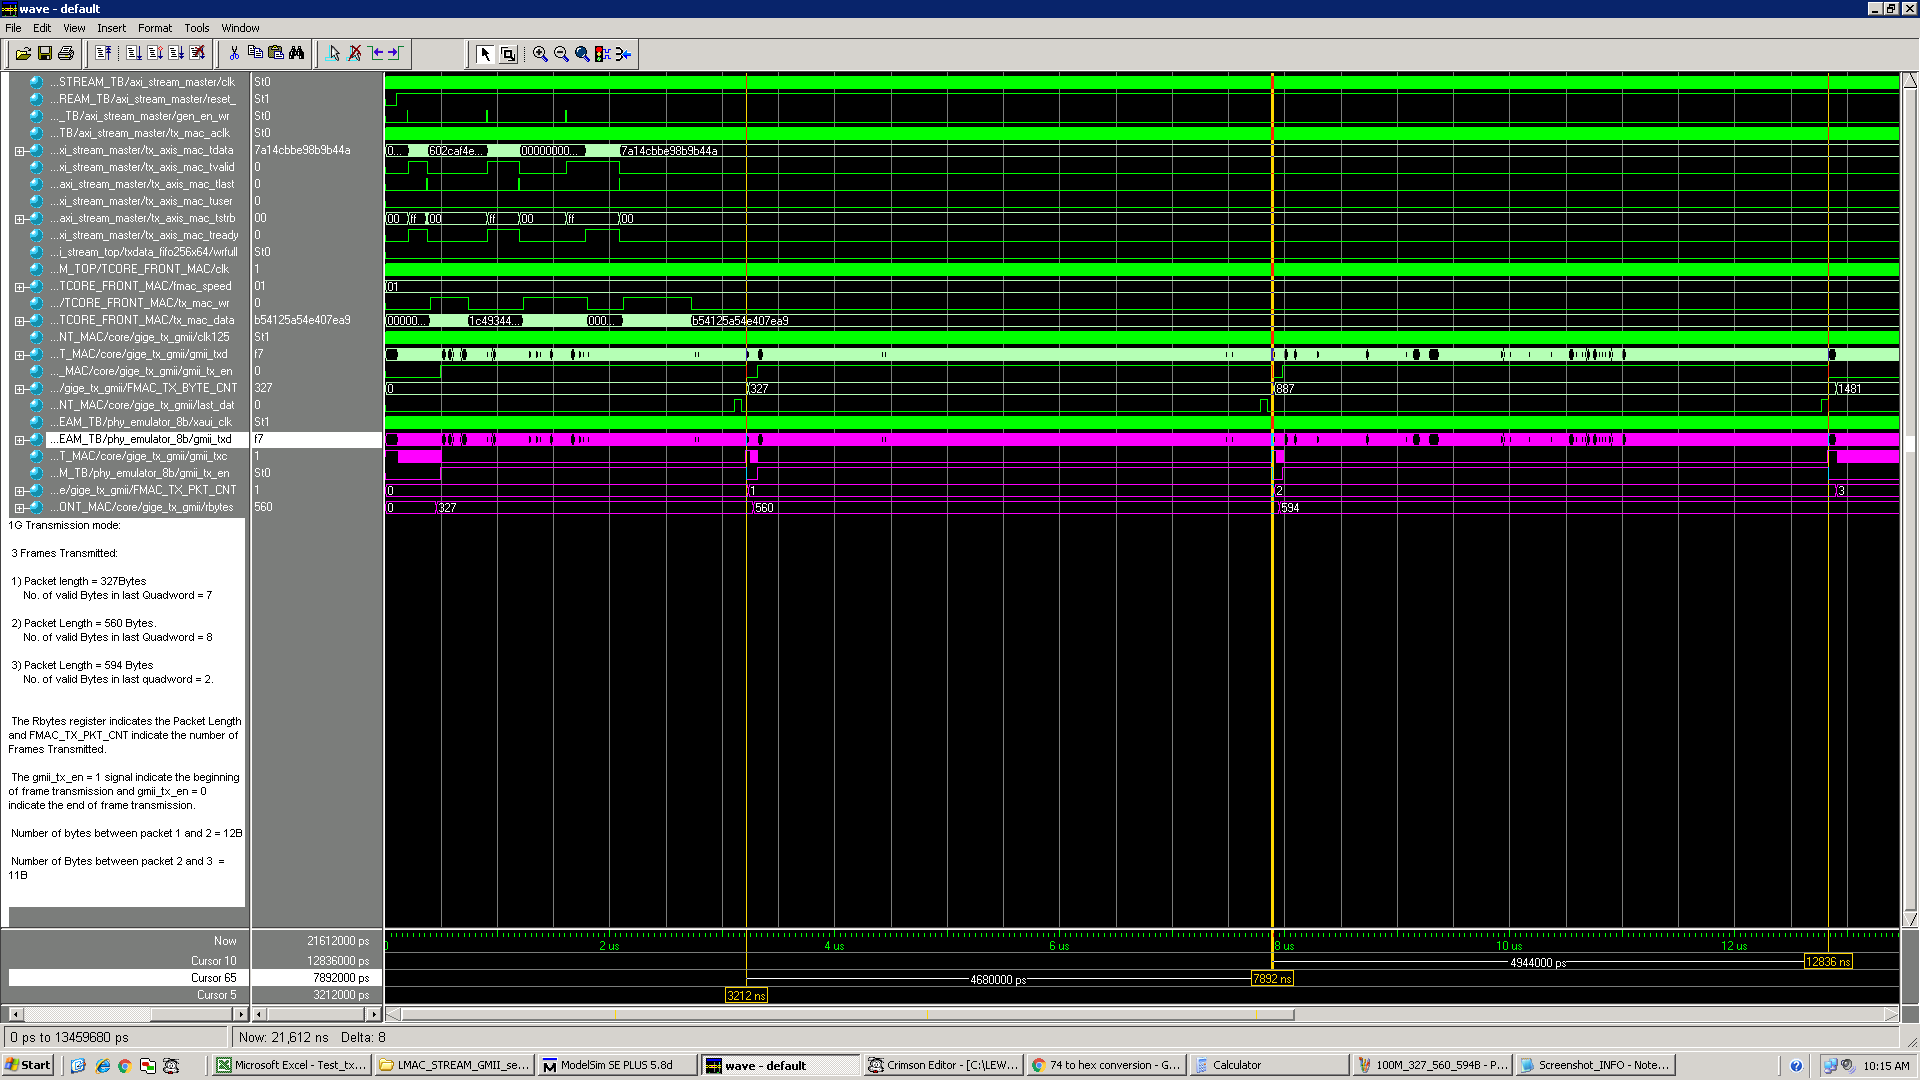 wave - default
File Edit View Insert Format Tools Window
...STREAM_TB/axi_stream_master/clk St0
...REAM_TB/axi_stream_master/reset_ St1
..._TB/axi_stream_master/gen_en_wr St0
...TB/axi_stream_master/tx_mac_aclk St0
...xi_stream_master/tx_axis_mac_tdata 7a14cbbe98b9b44a 0... 602caf4e... 00000000... 7a14cbbe98b9b44a
...xi_stream_master/tx_axis_mac_tvalid 0
...axi_stream_master/tx_axis_mac_tlast 0
...xi_stream_master/tx_axis_mac_tuser 0
...axi_stream_master/tx_axis_mac_tstrb 00 00 ff 00 ff 00 ff 00
...xi_stream_master/tx_axis_mac_tready 0
...i_stream_top/txdata_fifo256x64/wrfull St0
...M_TOP/TCORE_FRONT_MAC/clk 1
...TCORE_FRONT_MAC/fmac_speed 01 01
.../TCORE_FRONT_MAC/tx_mac_wr 0
...TCORE_FRONT_MAC/tx_mac_data b54125a54e407ea9 00000... 1c49344... 000... b54125a54e407ea9
...NT_MAC/core/gige_tx_gmii/clk125 St1
...T_MAC/core/gige_tx_gmii/gmii_txd f7
..._MAC/core/gige_tx_gmii/gmii_tx_en 0
.../gige_tx_gmii/FMAC_TX_BYTE_CNT 327 0 327 887 1481
...NT_MAC/core/gige_tx_gmii/last_dat 0
...EAM_TB/phy_emulator_8b/xaui_clk St1
...EAM_TB/phy_emulator_8b/gmii_txd f7
...T_MAC/core/gige_tx_gmii/gmii_txc 1
...M_TB/phy_emulator_8b/gmii_tx_en St0
...e/gige_tx_gmii/FMAC_TX_PKT_CNT 1 0 1 2 3
...ONT_MAC/core/gige_tx_gmii/rbytes 560 0 327 560 594
1G Transmission mode:
3 Frames Transmitted:
1) Packet length = 327Bytes
No. of valid Bytes in last Quadword = 7
2) Packet Length = 560 Bytes.
No. of valid Bytes in last Quadword = 8
3) Packet Length = 594 Bytes
No. of valid Bytes in last quadword = 2.
The Rbytes register indicates the Packet Length
and FMAC_TX_PKT_CNT indicate the number of
Frames Transmitted.
The gmii_tx_en = 1 signal indicate the beginning
of frame transmission and gmii_tx_en = 0
indicate the end of frame transmission.
Number of bytes between packet 1 and 2 = 12B
Number of Bytes between packet 2 and 3 =
11B
Now 21612000 ps 2 us 4 us 6 us 8 us 10 us 12 us
Cursor 10 12836000 ps 4944000 ps 12836 ns
Cursor 65 7892000 ps 4680000 ps 7892 ns
Cursor 5 3212000 ps 3212 ns
0 ps to 13459680 ps Now: 21,612 ns Delta: 8
Start Microsoft Excel - Test_tx... LMAC_STREAM_GMII_se... ModelSim SE PLUS 5.8d wave - default Crimson Editor - [C:\LEW... 74 to hex conversion - G... Calculator 100M_327_560_594B - P... Screenshot_INFO - Note... 10:15 AM